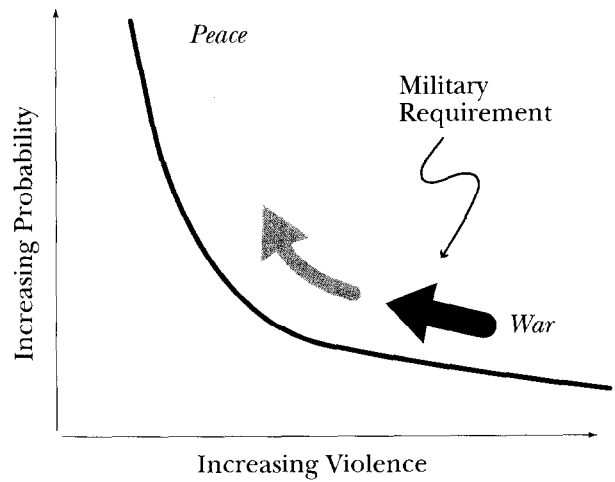 Peace
Military
Requirement
Increasing Probability
War
Increasing Violence